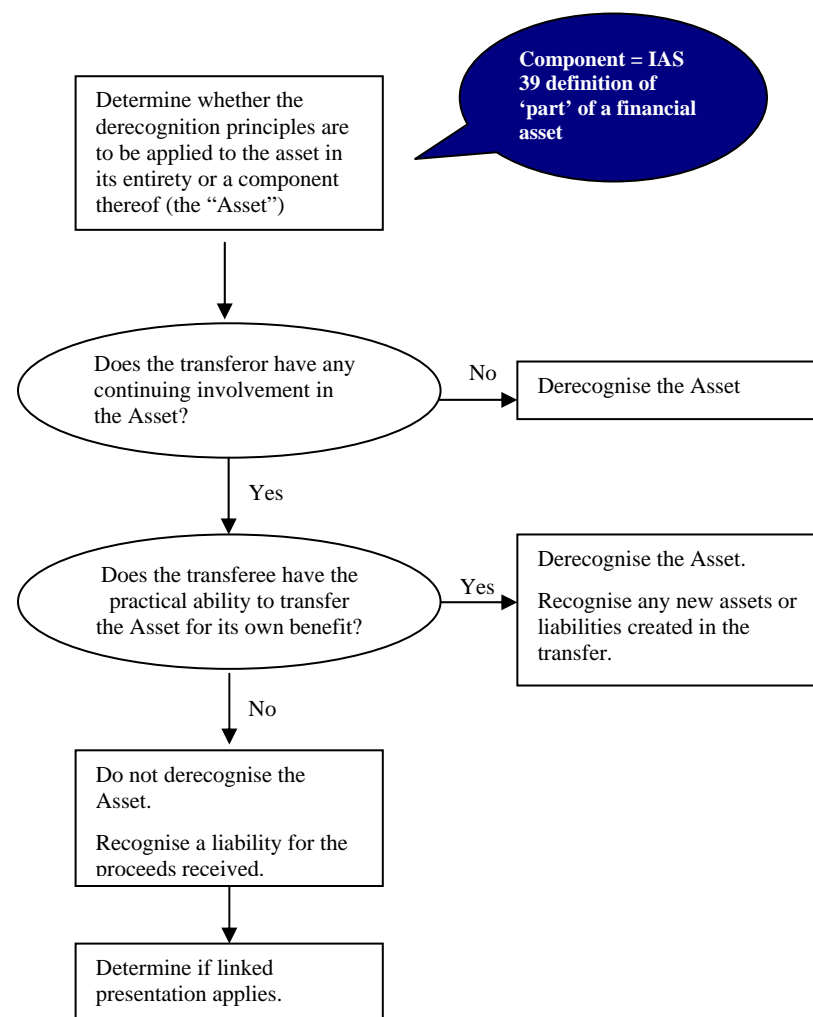 Component = IAS
39 definition of
‘part’ of a financial
asset
Determine whether the
derecognition principles are
to be applied to the asset in
its entirety or a component
thereof (the “Asset”)
Does the transferor have any
continuing involvement in
the Asset?
No
Derecognise the Asset
Yes
Does the transferee have the
practical ability to transfer
the Asset for its own benefit?
Yes
Derecognise the Asset.
Recognise any new assets or
liabilities created in the
transfer.
No
Do not derecognise the
Asset.
Recognise a liability for the
proceeds received.
Determine if linked
presentation applies.